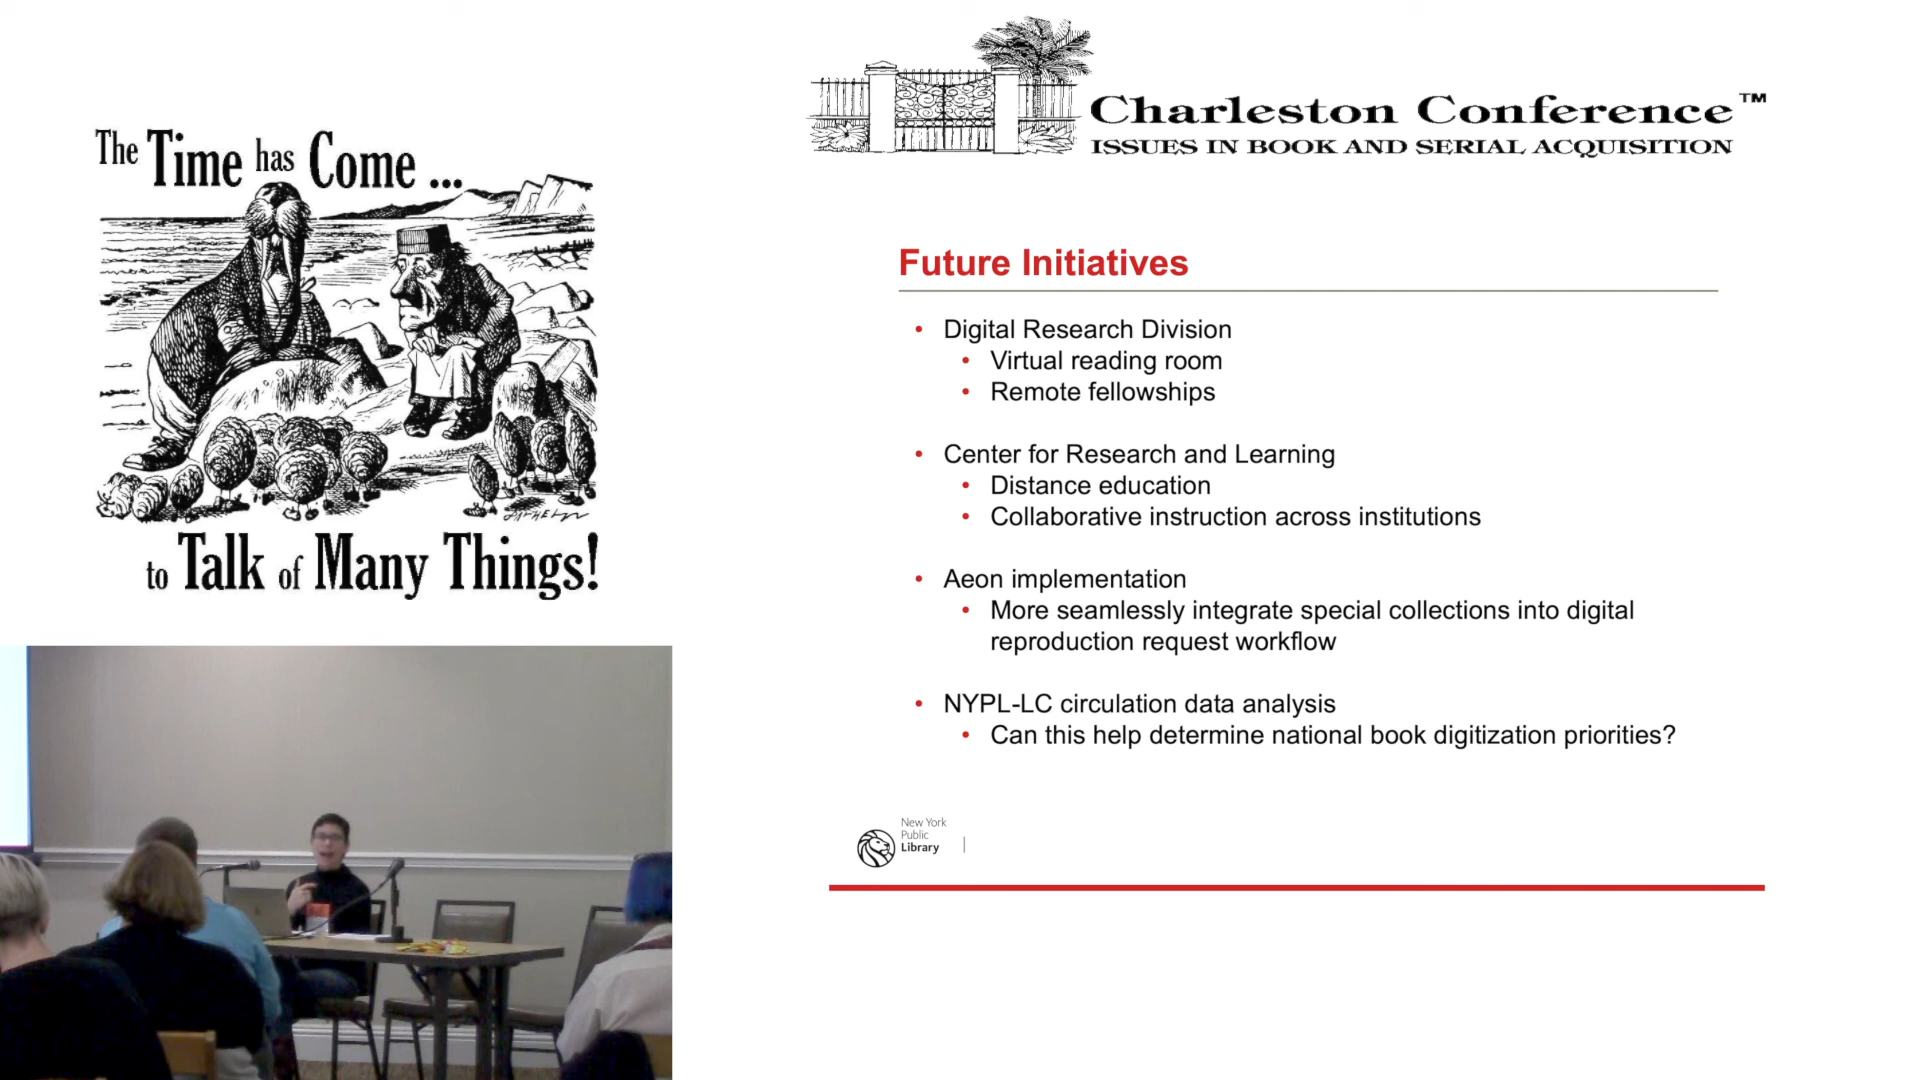 The Time has Come ...
to Talk of Many Things!
Charleston Conference™
ISSUES IN BOOK AND SERIAL ACQUISITION
Future Initiatives
• Digital Research Division
• Virtual reading room
• Remote fellowships
• Center for Research and Learning
• Distance education
• Collaborative instruction across institutions
• Aeon implementation
• More seamlessly integrate special collections into digital
reproduction request workflow
• NYPL-LC circulation data analysis
• Can this help determine national book digitization priorities?
New York
Public
Library